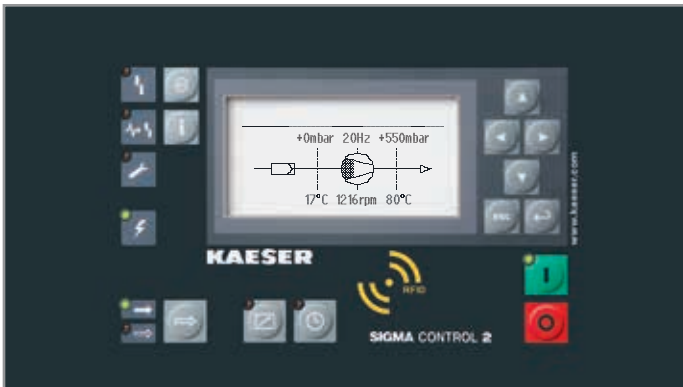 +0mbar 20Hz +550mbar
17°C 1216rpm 80°C
ESC
www.kaeser.com
KAESER
RFID
I
O
SIGMA CONTROL 2